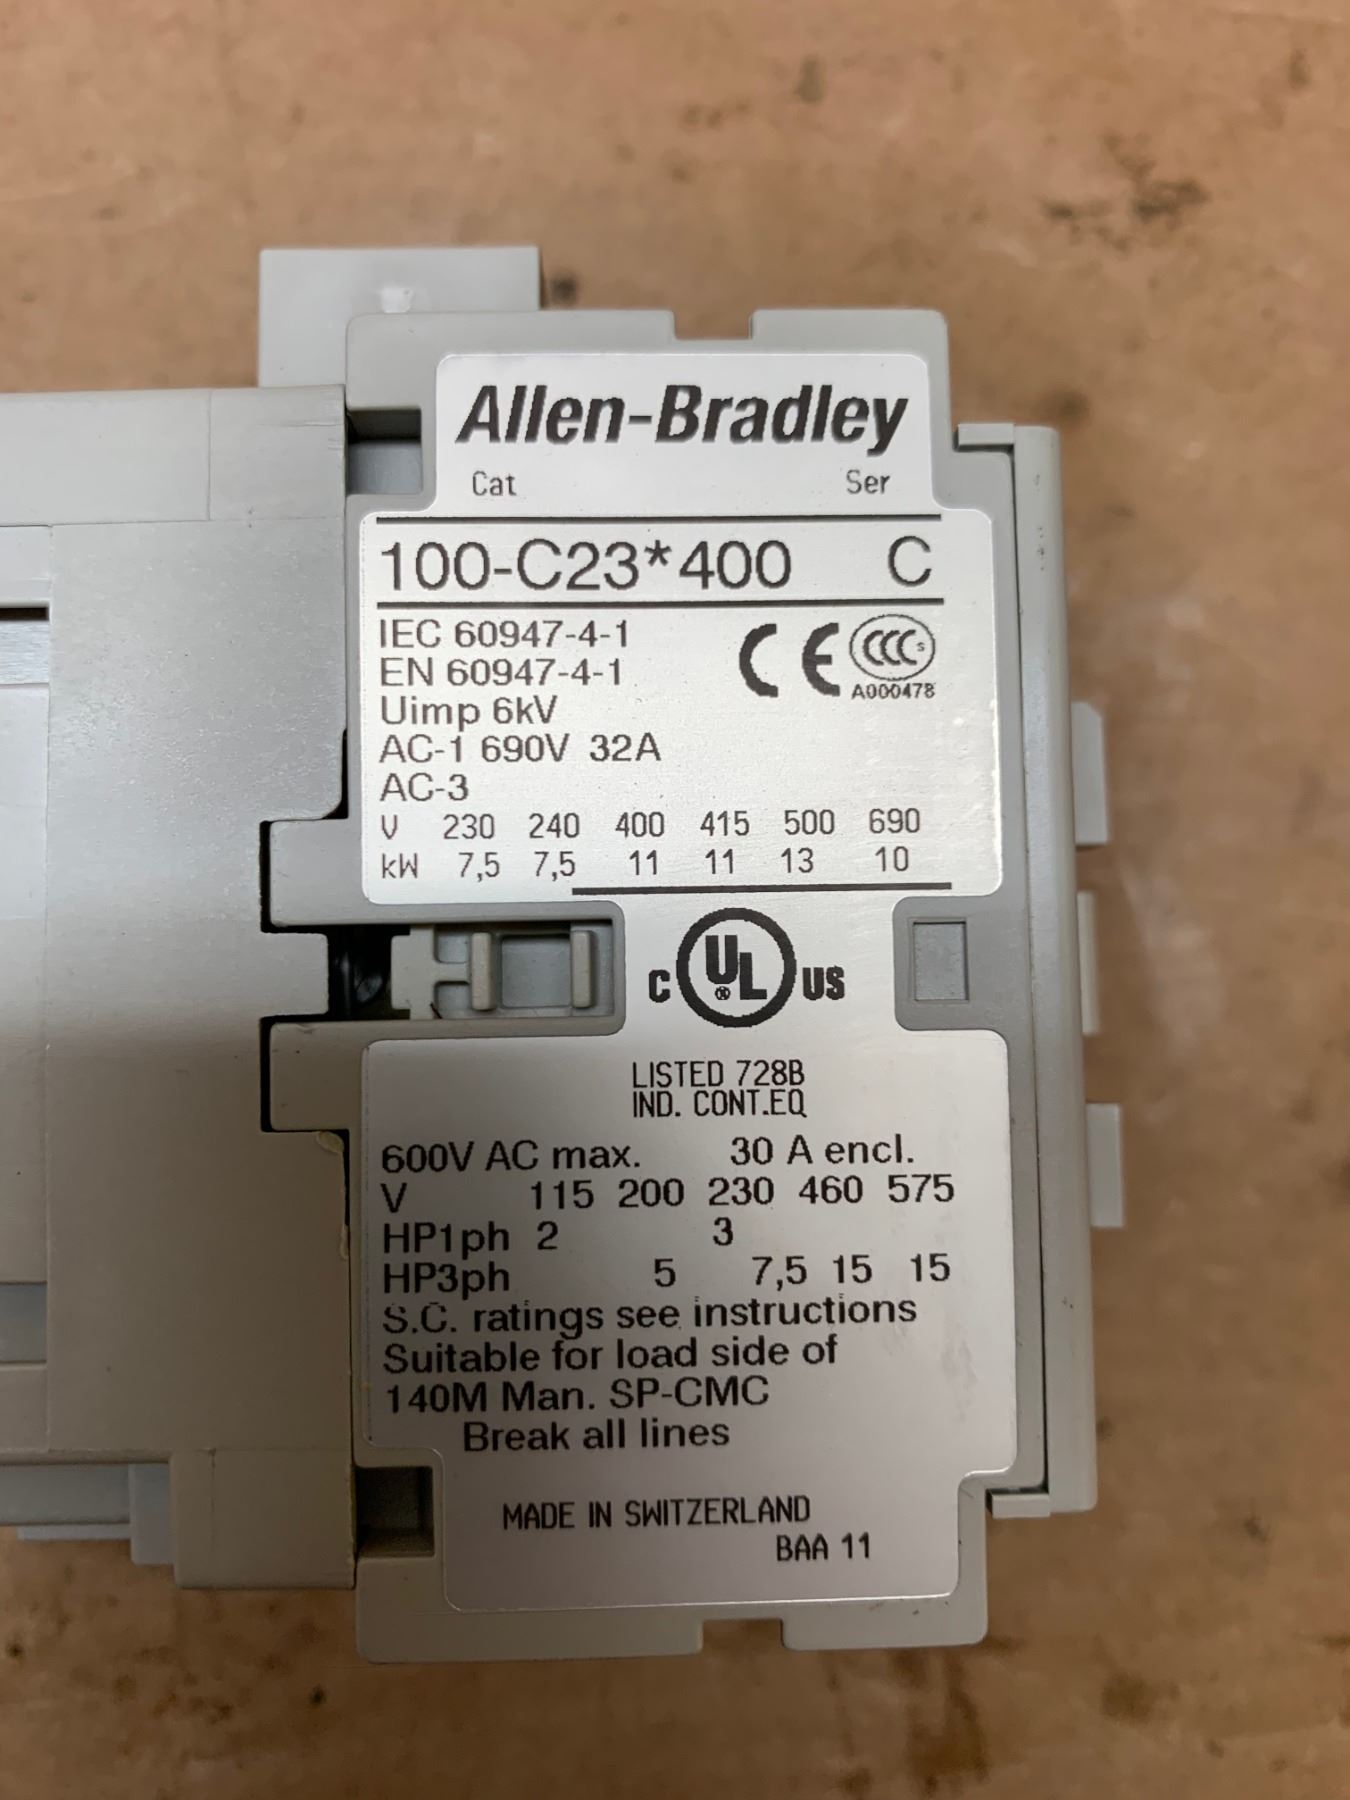 Allen-Bradley
Cat Ser
100-C23*400 C
IEC 60947-4-1
EN 60947-4-1
CE CCC S
A000478
Uimp 6kV
AC-1 690V 32A
AC-3
V 230 240 400 415 500 690
kW 7,5 7,5 11 11 13 10
C UL ® US
LISTED 728B
IND. CONT.EQ
600V AC max. 30 A encl.
V 115 200 230 460 575
HP1ph 2 3
HP3ph 5 7,5 15 15
S.C. ratings see instructions
Suitable for load side of
140M Man. SP-CMC
Break all lines
MADE IN SWITZERLAND
BAA 11